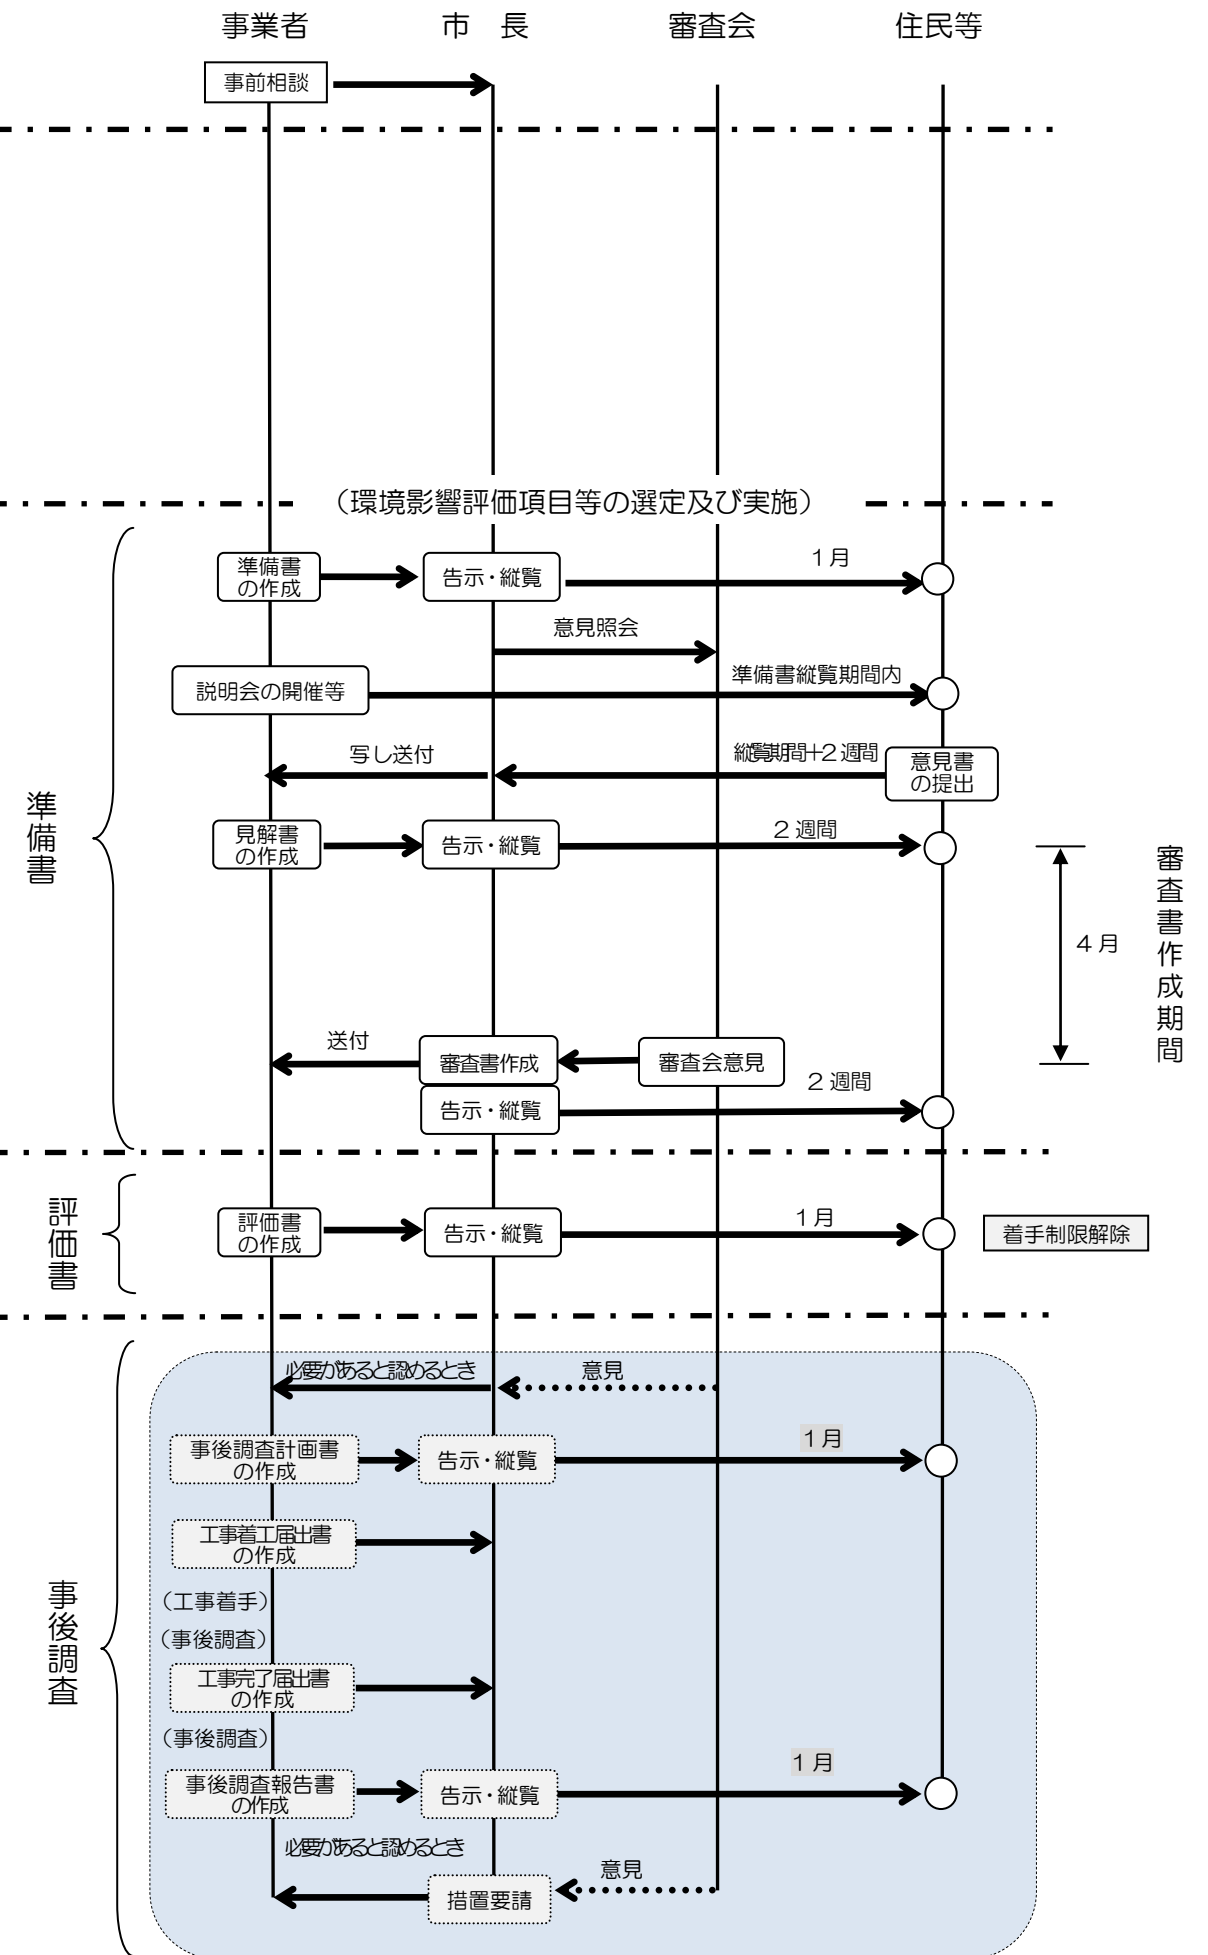 事業者　市　長　審査会　住民等
事前相談
（環境影響評価項目等の選定及び実施）
準備書
準備書
の作成
告示・縦覧
1月
意見照会
説明会の開催等
準備書縦覧期間内
写し送付
縦覧期間＋2週間
意見書
の提出
見解書
の作成
告示・縦覧
2週間
審査書作成期間
4月
送付
審査書作成
審査会意見
告示・縦覧
2週間
評価書
評価書
の作成
告示・縦覧
1月
着手制限解除
事後調査
必要があると認めるとき
意見
事後調査計画書
の作成
告示・縦覧
1月
工事着工届出書
の作成
（工事着手）
（事後調査）
工事完了届出書
の作成
（事後調査）
事後調査報告書
の作成
告示・縦覧
1月
必要があると認めるとき
意見
措置要請